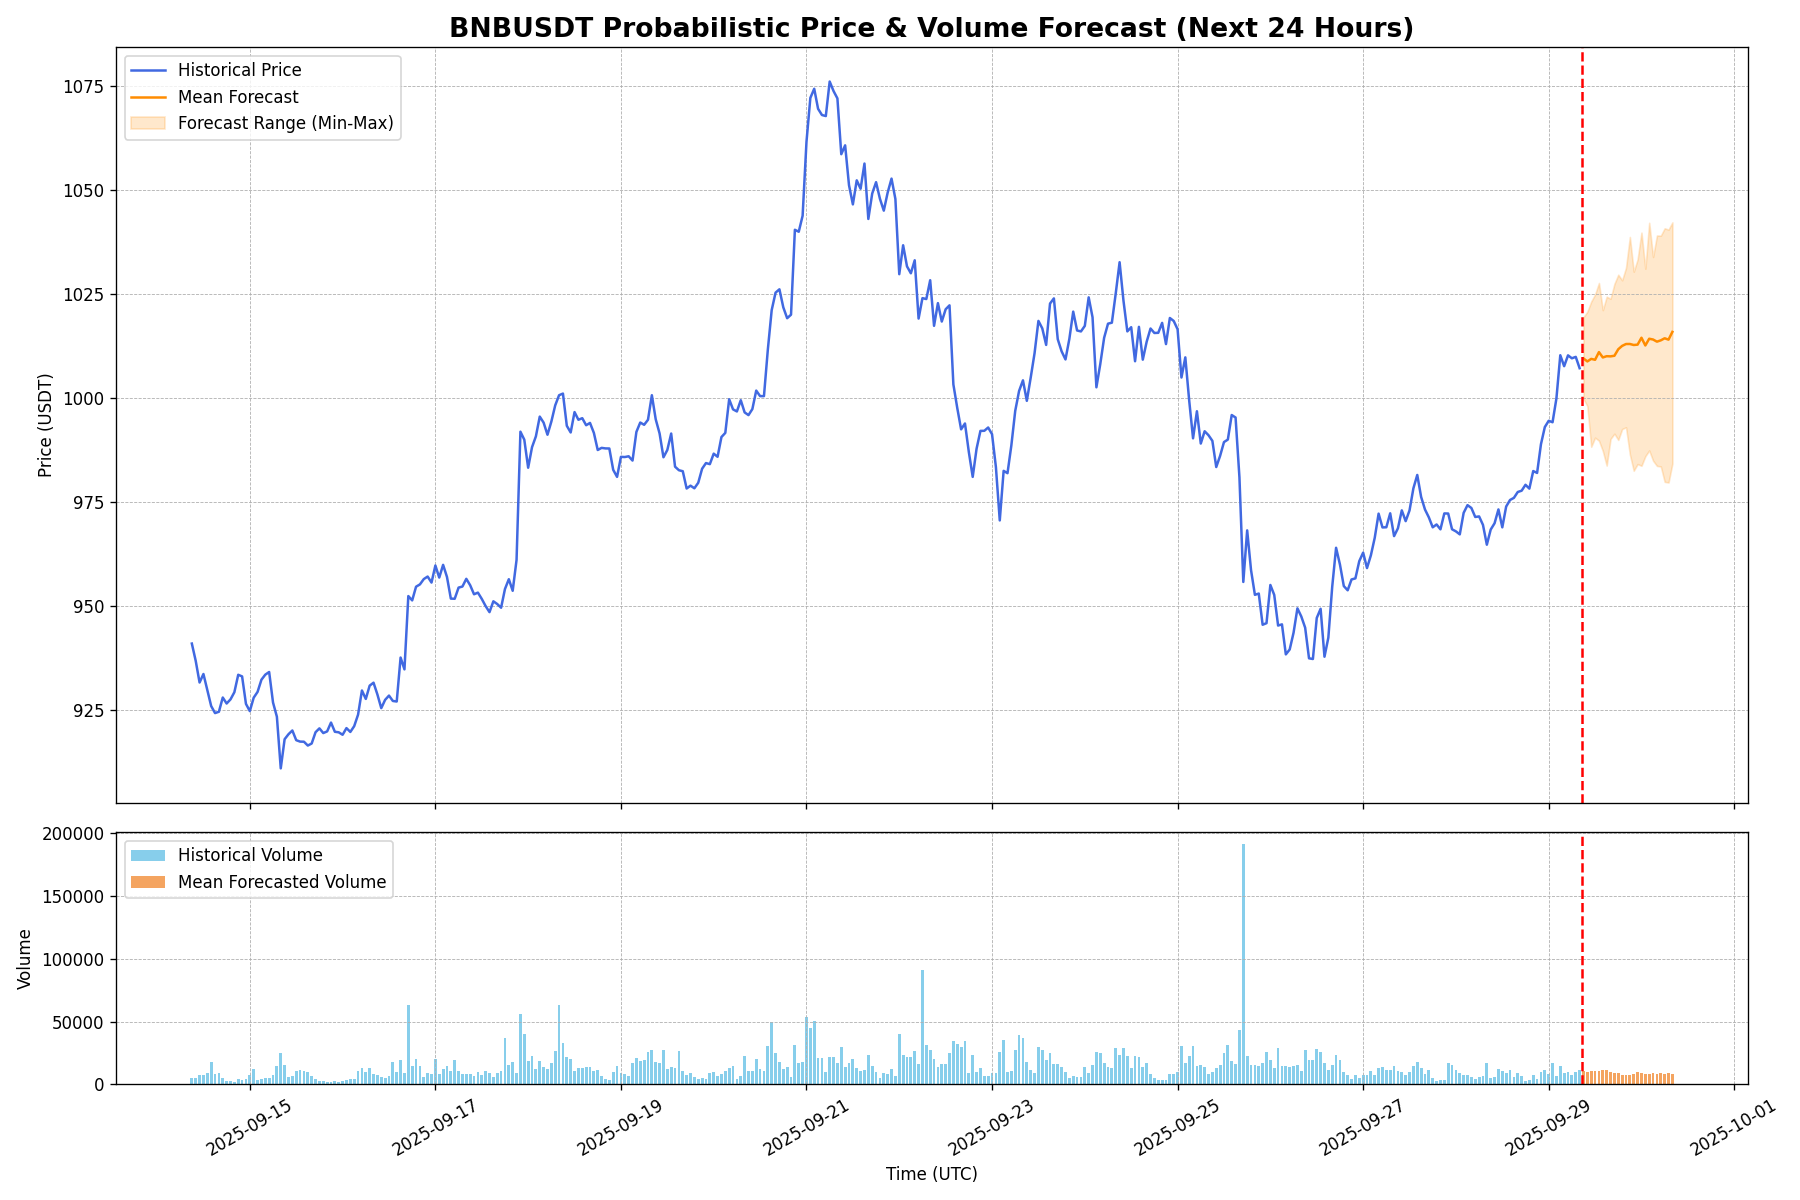 BNBUSDT Probabilistic Price & Volume Forecast (Next 24 Hours)
Historical Price
Mean Forecast
Forecast Range (Min-Max)
1075
1050
1025
1000
975
950
925
Price (USDT)
Historical Volume
Mean Forecasted Volume
200000
150000
100000
50000
0
Volume
2025-09-15
2025-09-17
2025-09-19
2025-09-21
2025-09-23
2025-09-25
2025-09-27
2025-09-29
2025-10-01
Time (UTC)